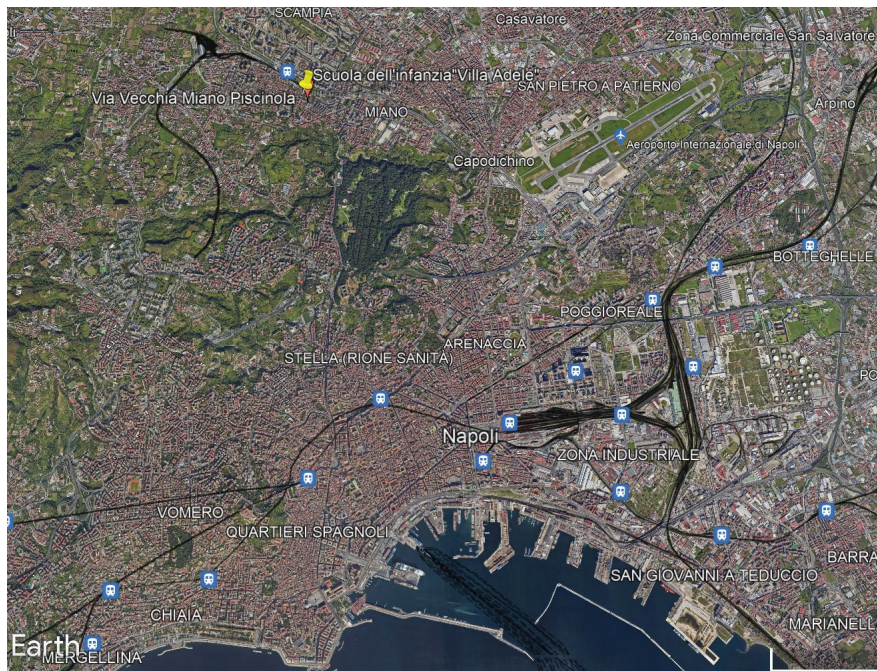 SCAMPIA
Casavatore
Zona Commerciale San Salvatore
Scuola dell'infanzia"Villa Adele"
SAN PIETRO A PATIERNO
Via Vecchia Miano Piscinola
Arpino
MIANO
Aeroporto Internazionale di Napoli
Capodichino
BOTTEGHELLE
POGGIOREALE
ARENACCIA
STELLA (RIONE SANITÀ)
PO
Napoli
ZONA INDUSTRIALE
VOMERO
QUARTIERI SPAGNOLI
BARRA
SAN GIOVANNI A TEDUCCIO
CHIAIA
MARIANELL
Earth
MERGELLINA